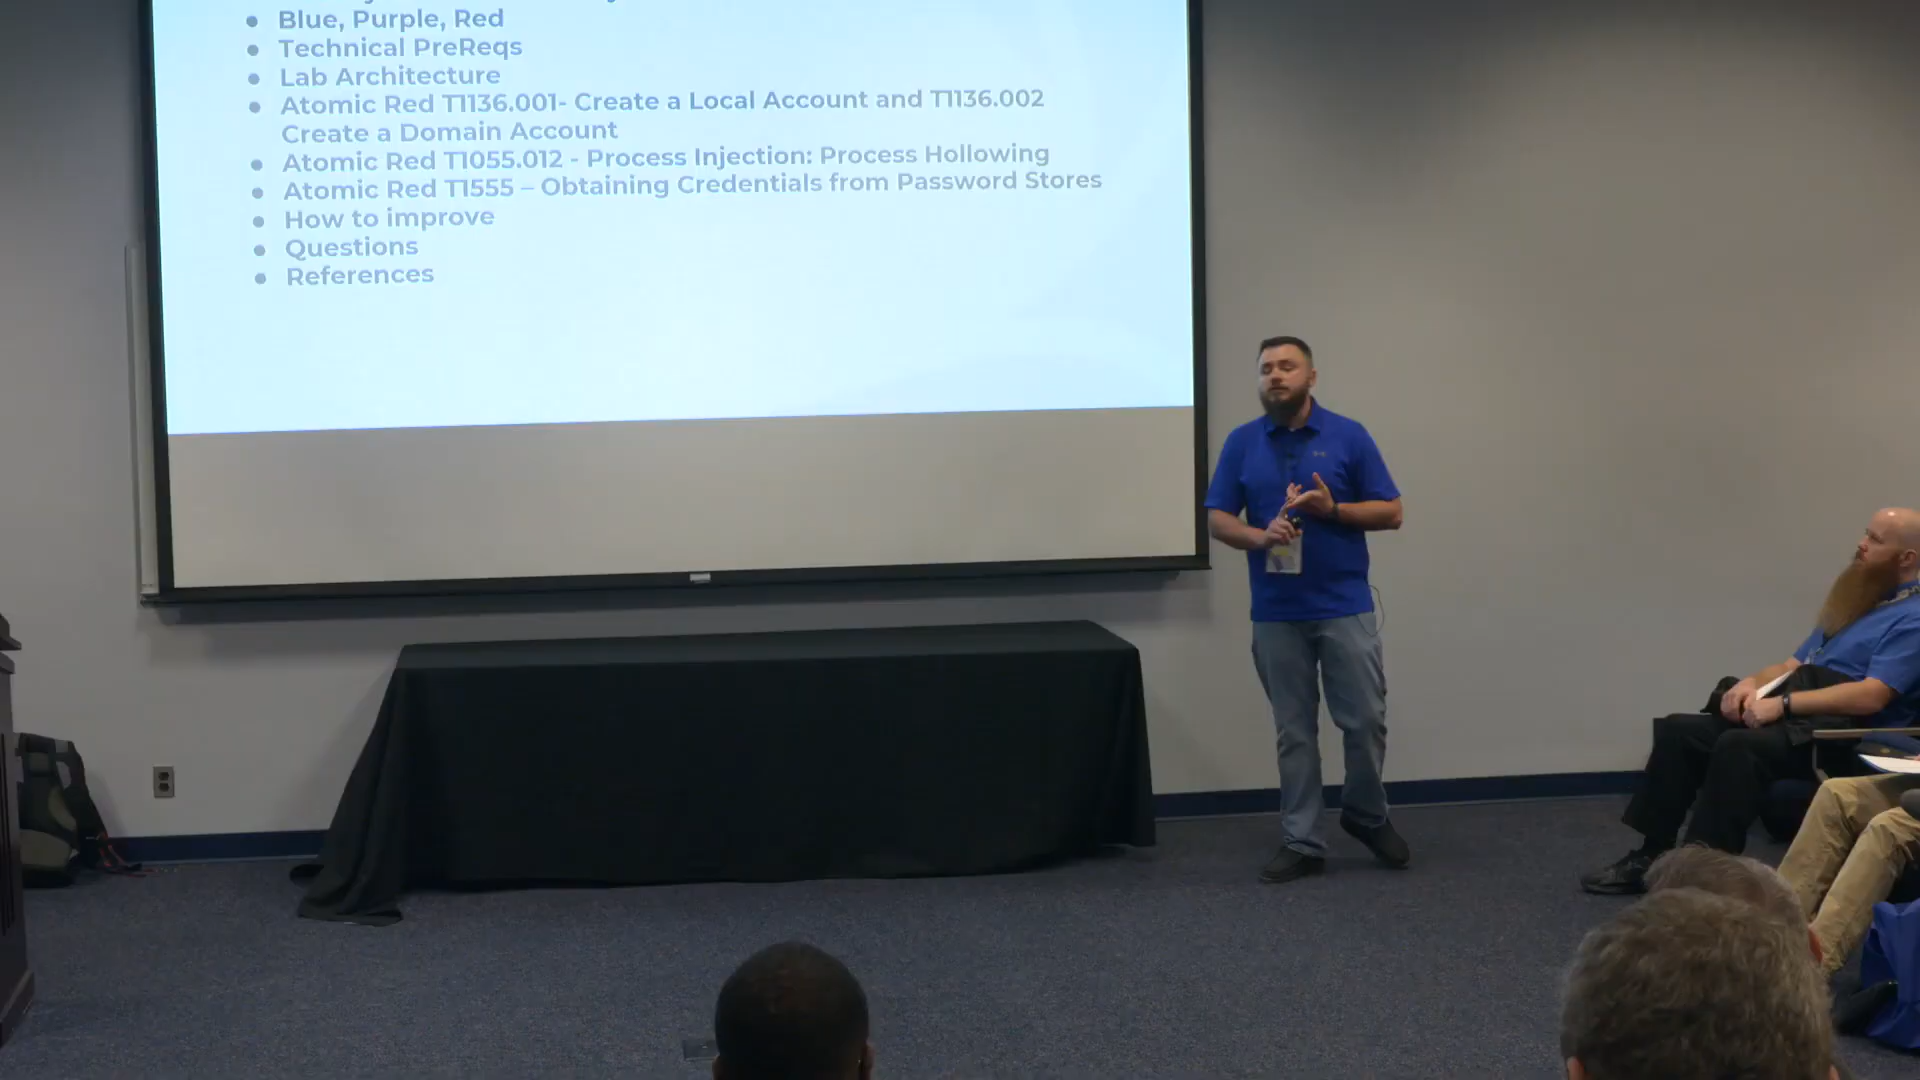 Blue, Purple, Red
Technical PreReqs
Lab Architecture
Atomic Red T1136.001- Create a Local Account and T1136.002
Create a Domain Account
Atomic Red T1055.012 - Process Injection: Process Hollowing
Atomic Red T1555 – Obtaining Credentials from Password Stores
How to improve
Questions
References